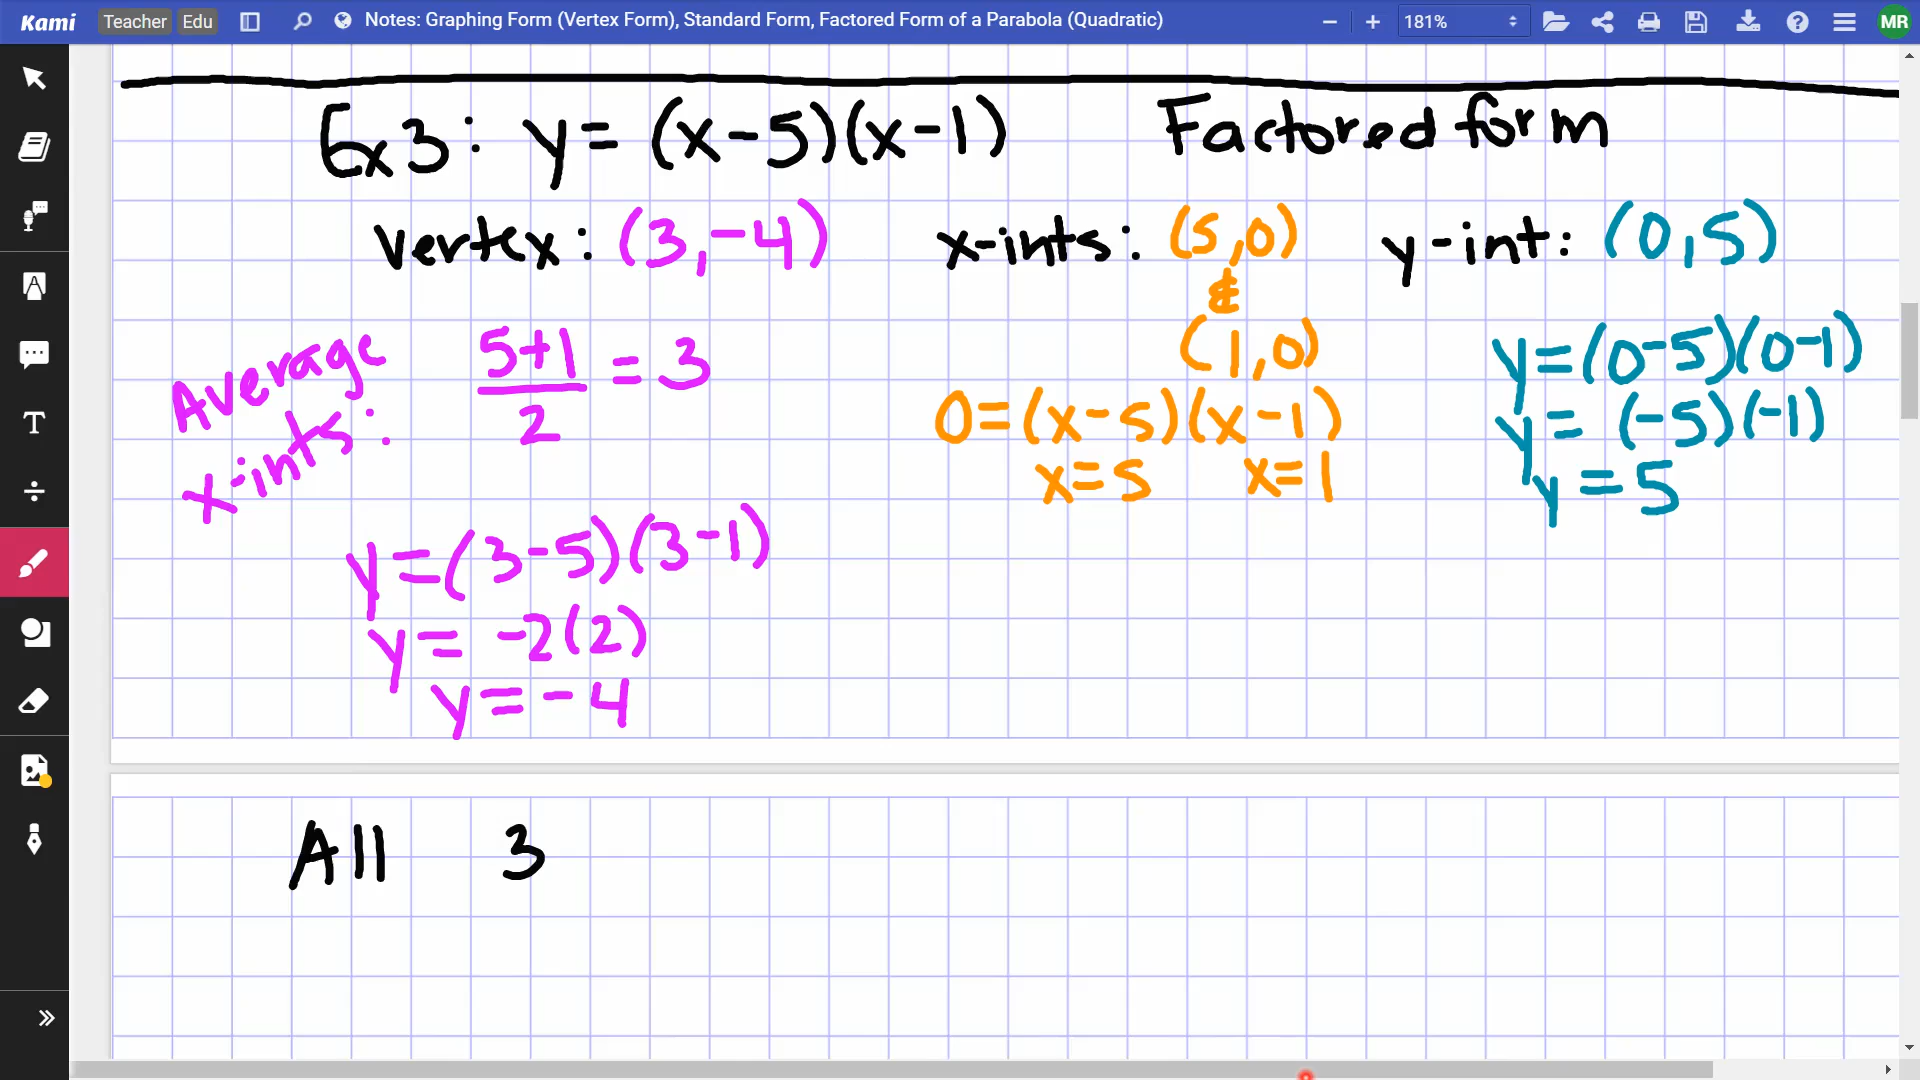 Kami Teacher Edu Notes: Graphing Form (Vertex Form), Standard Form, Factored Form of a Parabola (Quadratic) 181% MR
Ex 3: y = (x - 5)(x - 1) Factored form
Vertex: (3, -4) x-ints: (5,0) & (1,0) y-int: (0,5)
Average x-ints: 5+1/2 = 3
y = (3-5)(3-1)
y = -2(2)
y = -4
0 = (x-5)(x-1)
x = 5 x = 1
y = (0-5)(0-1)
y = (-5)(-1)
y = 5
All 3